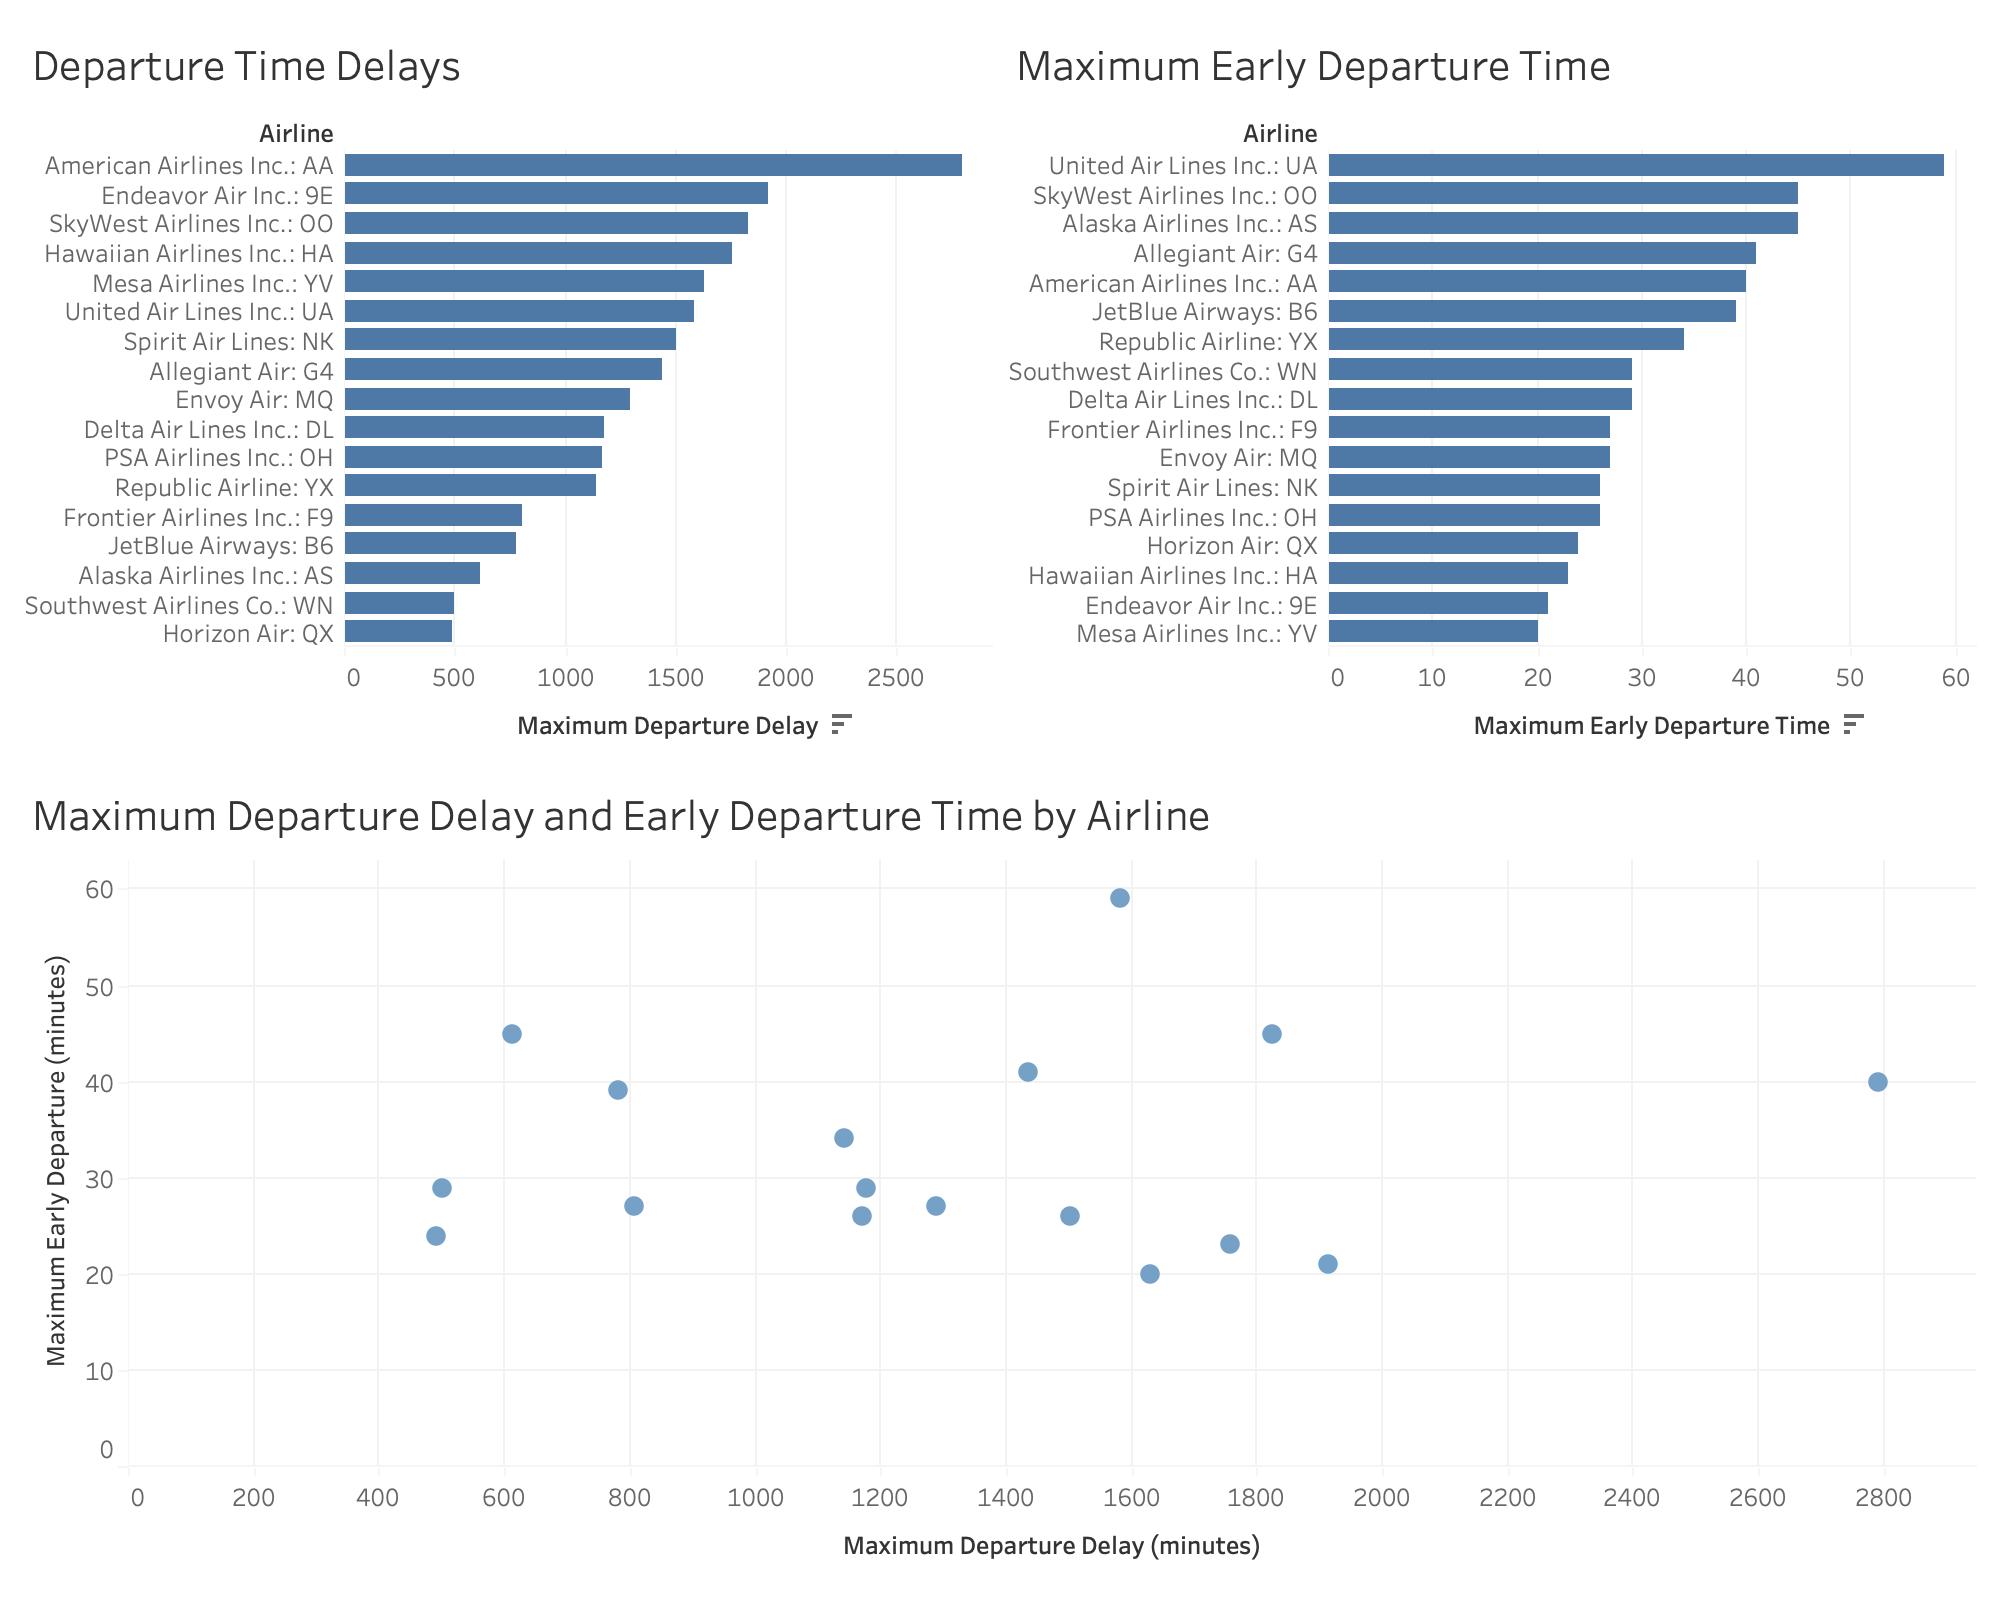 Departure Time Delays
Airline
American Airlines Inc.: AA
Endeavor Air Inc.: 9E
SkyWest Airlines Inc.: OO
Hawaiian Airlines Inc.: HA
Mesa Airlines Inc.: YV
United Air Lines Inc.: UA
Spirit Air Lines: NK
Allegiant Air: G4
Envoy Air: MQ
Delta Air Lines Inc.: DL
PSA Airlines Inc.: OH
Republic Airline: YX
Frontier Airlines Inc.: F9
JetBlue Airways: B6
Alaska Airlines Inc.: AS
Southwest Airlines Co.: WN
Horizon Air: QX
0 500 1000 1500 2000 2500
Maximum Departure Delay
Maximum Early Departure Time
Airline
United Air Lines Inc.: UA
SkyWest Airlines Inc.: OO
Alaska Airlines Inc.: AS
Allegiant Air: G4
American Airlines Inc.: AA
JetBlue Airways: B6
Republic Airline: YX
Southwest Airlines Co.: WN
Delta Air Lines Inc.: DL
Frontier Airlines Inc.: F9
Envoy Air: MQ
Spirit Air Lines: NK
PSA Airlines Inc.: OH
Horizon Air: QX
Hawaiian Airlines Inc.: HA
Endeavor Air Inc.: 9E
Mesa Airlines Inc.: YV
0 10 20 30 40 50 60
Maximum Early Departure Time
Maximum Departure Delay and Early Departure Time by Airline
Maximum Early Departure (minutes)
60
50
40
30
20
10
0
0 200 400 600 800 1000 1200 1400 1600 1800 2000 2200 2400 2600 2800
Maximum Departure Delay (minutes)